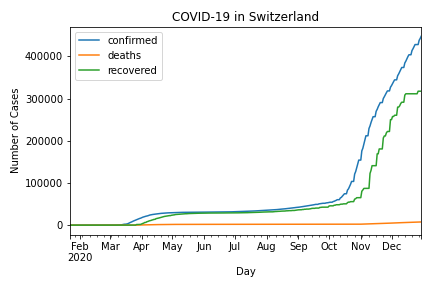 COVID-19 in Switzerland
confirmed
deaths
recovered
Number of Cases
400000
300000
200000
100000
0
Feb Mar Apr May Jun Jul Aug Sep Oct Nov Dec
2020
Day